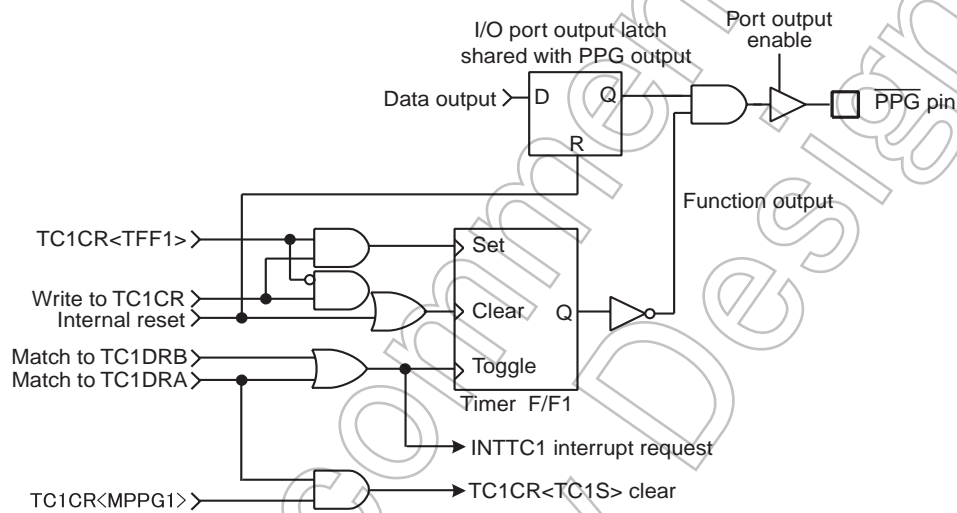 I/O port output latch
shared with PPG output
Port output
enable
Data output
D
Q
R
PPG pin
Function output
TC1CR<TFF1>
Set
Write to TC1CR
Internal reset
Clear
Q
Match to TC1DRB
Match to TC1DRA
Toggle
Timer F/F1
INTTC1 interrupt request
TC1CR<MPPG1>
TC1CR<TC1S> clear
ommen
Design